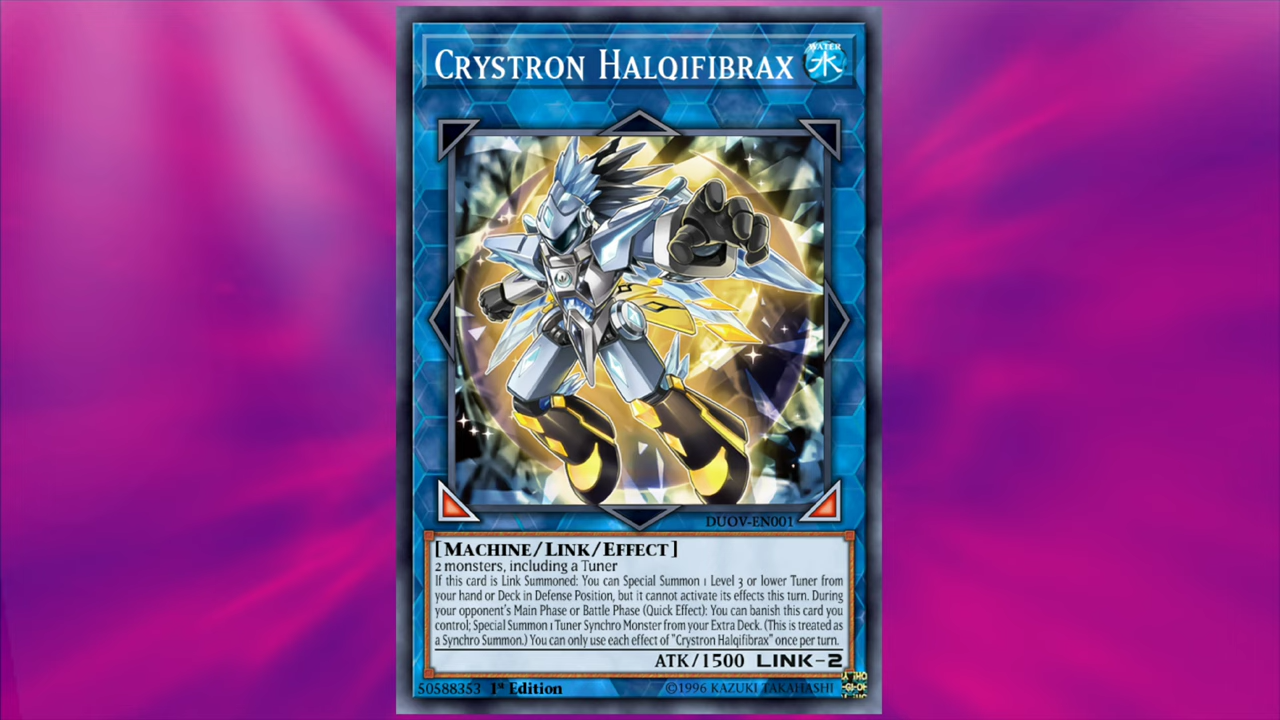 CRYSTRON HALQIFIBRAX
WATER
水
DUOV-EN001
[MACHINE/LINK/EFFECT]
2 monsters, including a Tuner
If this card is Link Summoned: You can Special Summon 1 Level 3 or lower Tuner from
your hand or Deck in Defense Position, but it cannot activate its effects this turn. During
your opponent's Main Phase or Battle Phase (Quick Effect): You can banish this card you
control; Special Summon 1 Tuner Synchro Monster from your Extra Deck. (This is treated as
a Synchro Summon.) You can only use each effect of "Crystron Halqifibrax" once per turn.
ATK/1500 LINK-2
50588353 1st Edition ©1996 KAZUKI TAKAHASHI